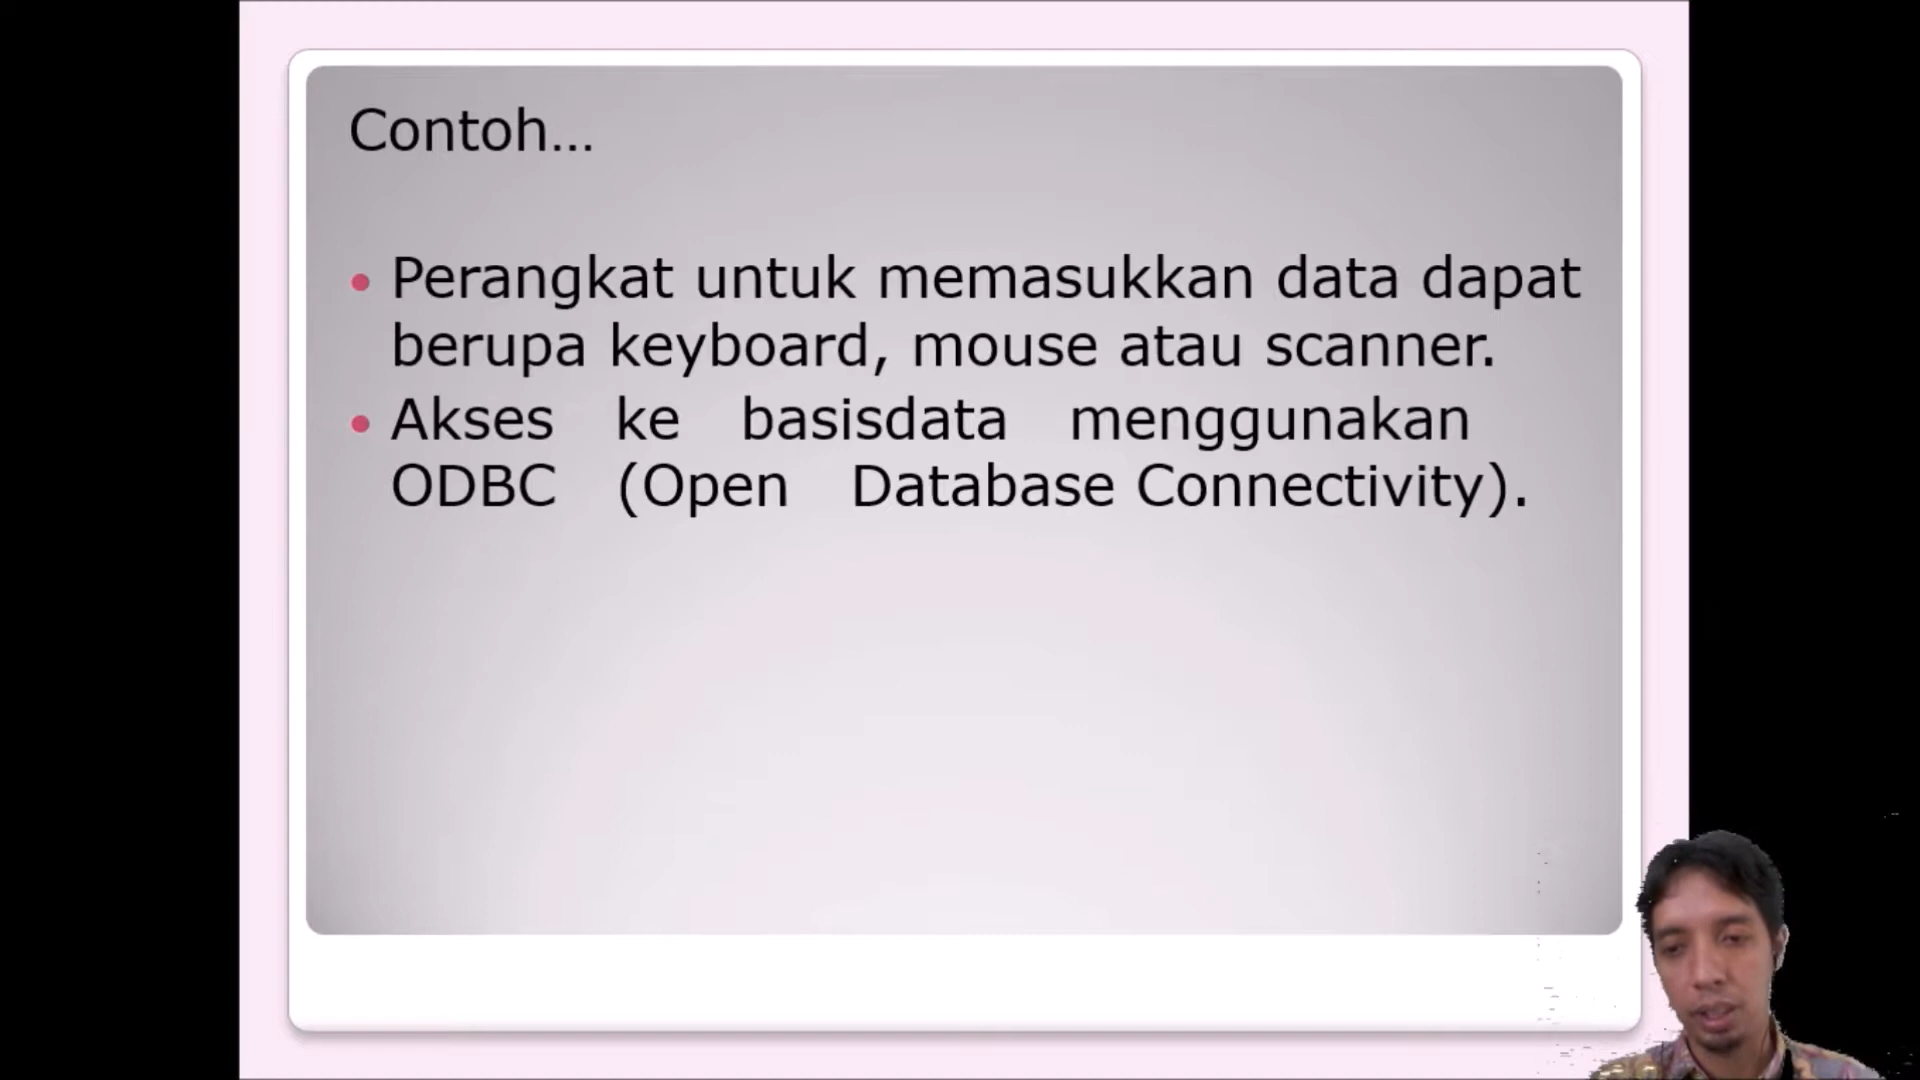 Contoh...
• Perangkat untuk memasukkan data dapat
berupa keyboard, mouse atau scanner.
• Akses ke basisdata menggunakan
ODBC (Open Database Connectivity).